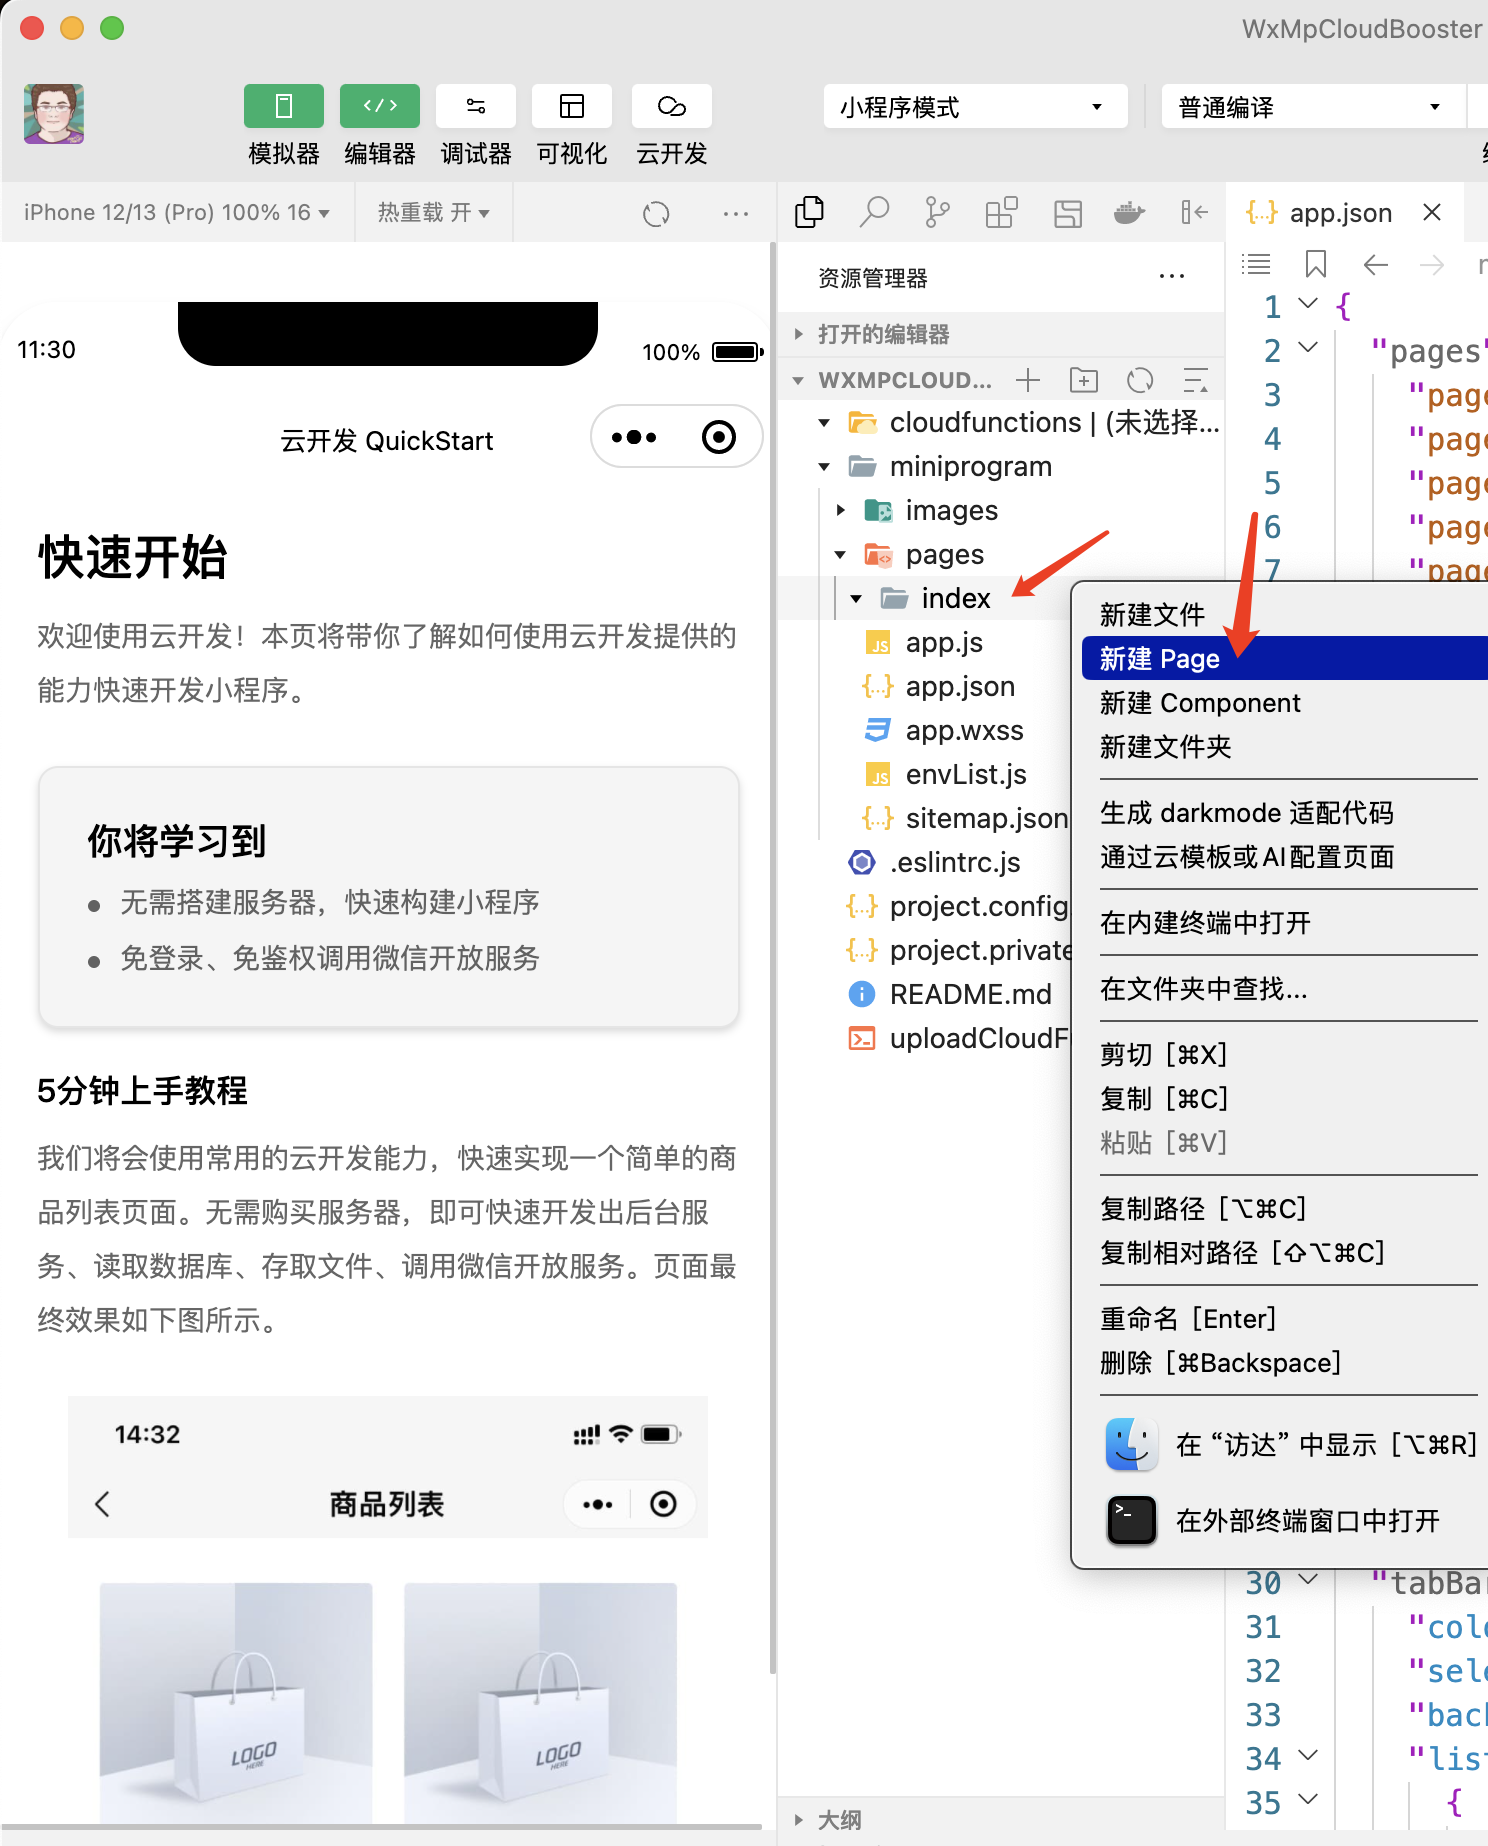 WxMpCloudBooster
模拟器
编辑器
调试器
可视化
云开发
小程序模式
普通编译
iPhone 12/13 (Pro) 100% 16
热重载 开
11:30
100%
云开发 QuickStart
快速开始
欢迎使用云开发！本页将带你了解如何使用云开发提供的
能力快速开发小程序。
你将学习到
无需搭建服务器，快速构建小程序
免登录、免鉴权调用微信开放服务
5分钟上手教程
我们将会使用常用的云开发能力，快速实现一个简单的商
品列表页面。无需购买服务器，即可快速开发出后台服
务、读取数据库、存取文件、调用微信开放服务。页面最
终效果如下图所示。
14:32
商品列表
LOGO
HERE
LOGO
HERE
资源管理器
打开的编辑器
WXMPCLOUD...
cloudfunctions | (未选择...
miniprogram
images
pages
index
app.js
app.json
app.wxss
envList.js
sitemap.json
.eslintrc.js
project.config.
project.private
README.md
uploadCloudF
大纲
app.json
1 {
2 "pages"
3 "page
4 "page
5 "page
6 "page
7 "page
30 "tabBar
31 "colo
32 "sele
33 "back
34 "list
35 {
新建文件
新建 Page
新建 Component
新建文件夹
生成 darkmode 适配代码
通过云模板或AI配置页面
在内建终端中打开
在文件夹中查找...
剪切［⌘X］
复制［⌘C］
粘贴［⌘V］
复制路径［⌥⌘C］
复制相对路径［⇧⌥⌘C］
重命名［Enter］
删除［⌘Backspace］
在 “访达” 中显示［⌥⌘R］
在外部终端窗口中打开